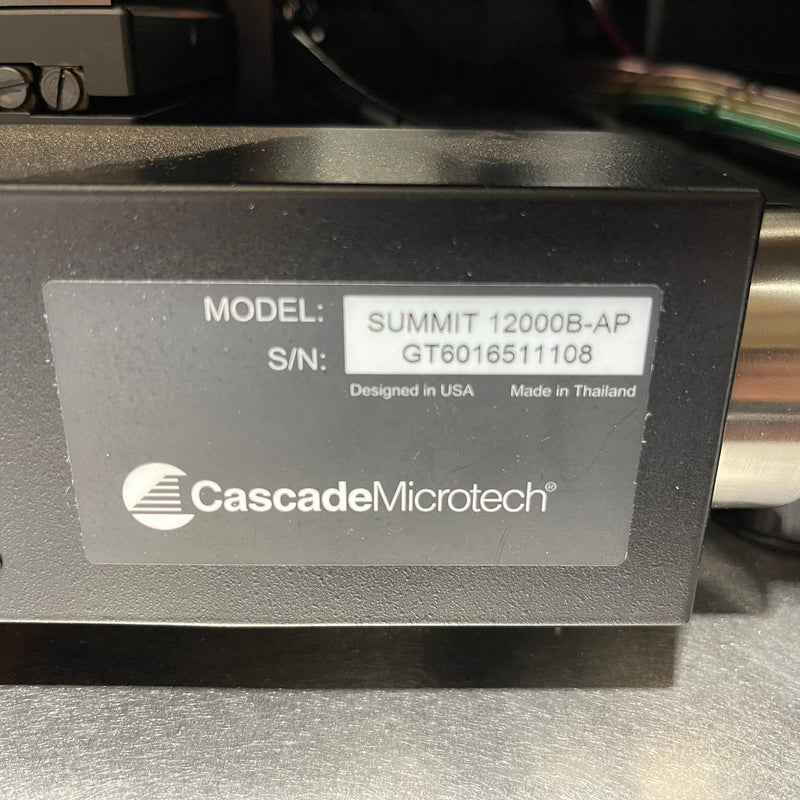 MODEL: SUMMIT 12000B-AP
S/N: GT6016511108
Designed in USA Made in Thailand
CascadeMicrotech®